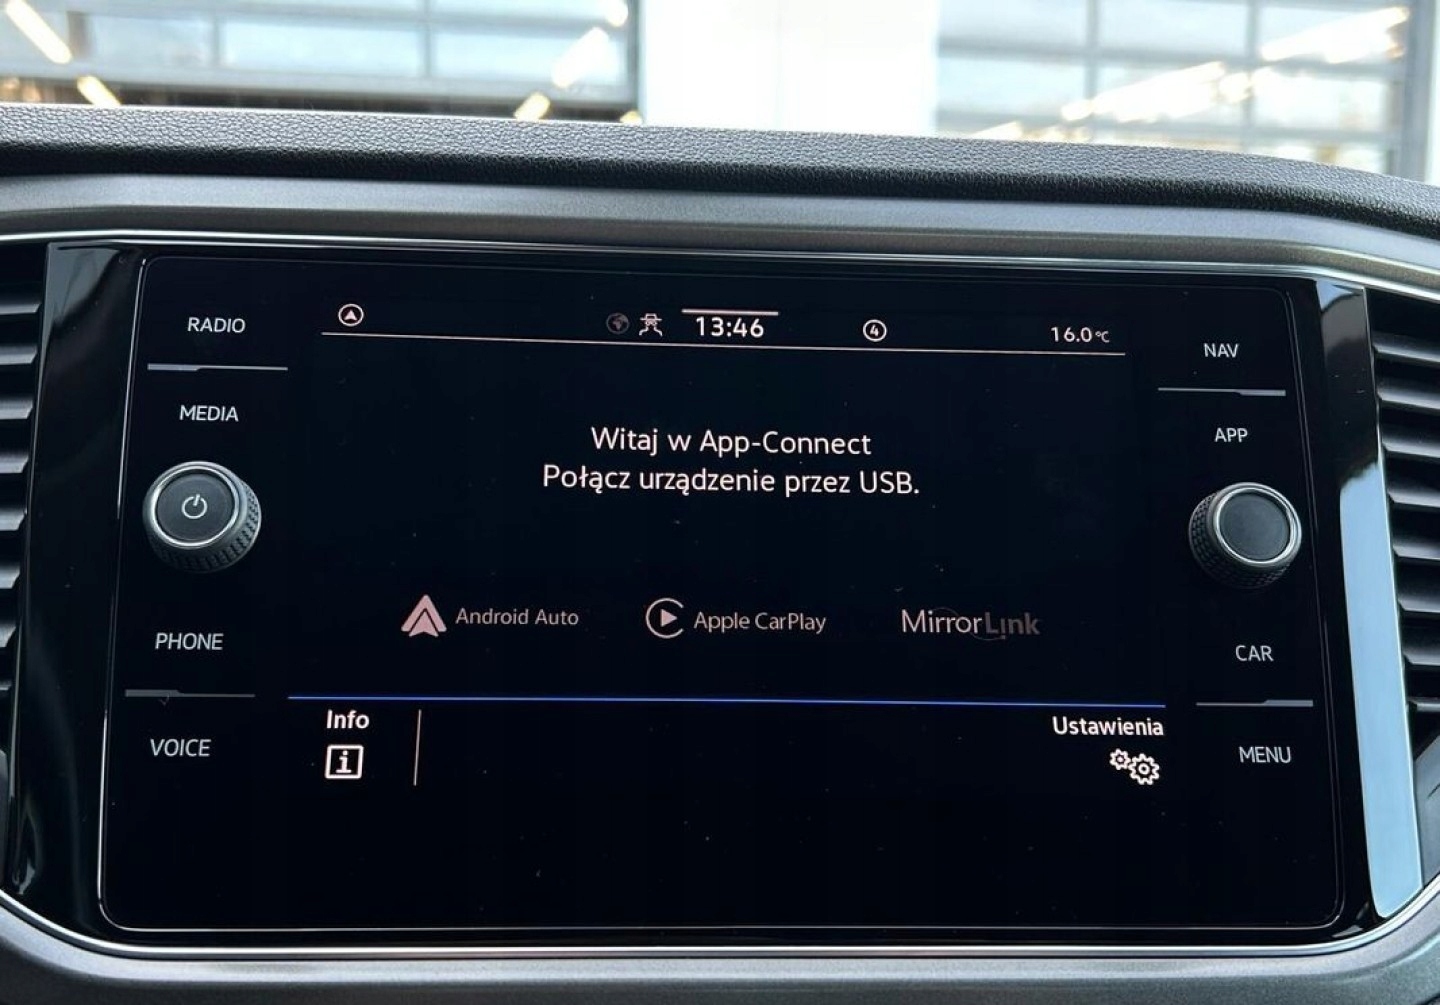 RADIO
MEDIA
PHONE
VOICE
13:46
4
16.0°C
Witaj w App-Connect
Połącz urządzenie przez USB.
Android Auto
Apple CarPlay
MirrorLink
Info
i
Ustawienia
NAV
APP
CAR
MENU